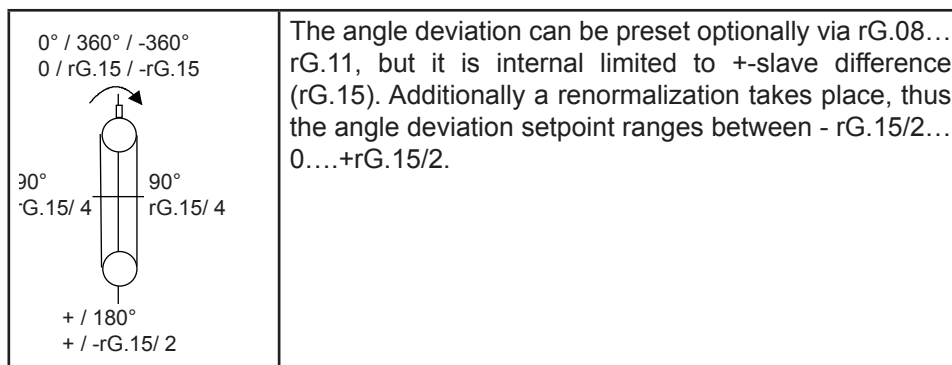 0° / 360° / -360°
0 / rG.15 / -rG.15
90°
G.15/ 4
90°
rG.15/ 4
+ / 180°
+ / -rG.15/ 2
The angle deviation can be preset optionally via rG.08…
rG.11, but it is internal limited to +-slave difference
(rG.15). Additionally a renormalization takes place, thus
the angle deviation setpoint ranges between - rG.15/2…
0….+rG.15/2.